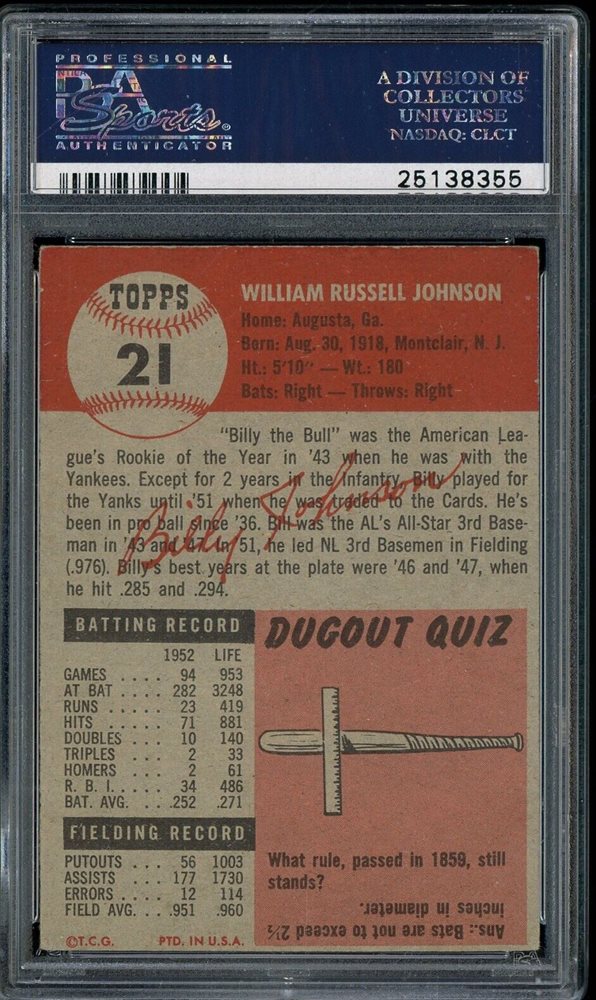 PROFESSIONAL
PSA
Sports®
AUTHENTICATOR
A DIVISION OF
COLLECTORS
UNIVERSE
NASDAQ: CLCT
25138355
TOPPS
21
WILLIAM RUSSELL JOHNSON
Home: Augusta, Ga.
Born: Aug. 30, 1918, Montclair, N. J.
Ht.: 5'10" — Wt.: 180
Bats: Right — Throws: Right
"Billy the Bull" was the American Lea-
gue's Rookie of the Year in '43 when he was with the
Yankees. Except for 2 years in the Infantry, Billy played for
the Yanks until '51 when he was traded to the Cards. He's
been in pro ball since '36. Bill was the AL's All-Star 3rd Base-
man in '43 and '47. In '51, he led NL 3rd Basemen in Fielding
(.976). Billy's best years at the plate were '46 and '47, when
he hit .285 and .294.
Billy Johnson
BATTING RECORD
1952 LIFE
GAMES .... 94 953
AT BAT .... 282 3248
RUNS ..... 23 419
HITS ..... 71 881
DOUBLES ... 10 140
TRIPLES ... 2 33
HOMERS ... 2 61
R. B. I. .... 34 486
BAT. AVG. ... .252 .271
FIELDING RECORD
PUTOUTS ... 56 1003
ASSISTS ... 177 1730
ERRORS .... 12 114
FIELD AVG. ... .951 .960
©T.C.G. PTD. IN U.S.A.
DUGOUT QUIZ
What rule, passed in 1859, still
stands?
Ans.: Bats are not to exceed 2½
inches in diameter.